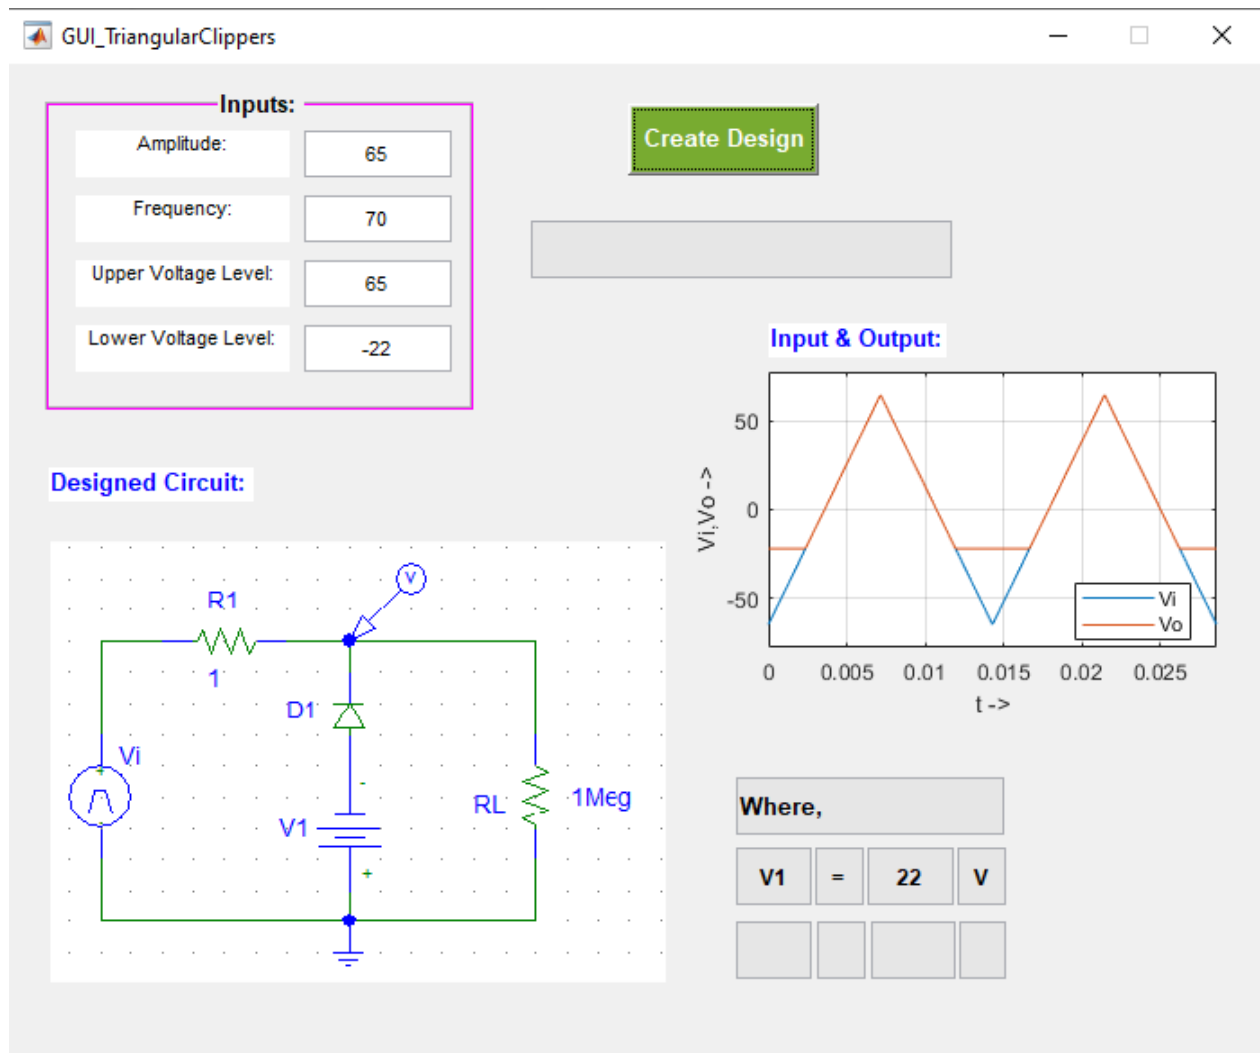 GUI_TriangularClippers
Inputs:
Amplitude:
65
Frequency:
70
Upper Voltage Level:
65
Lower Voltage Level:
-22
Create Design
Input & Output:
50
0
-50
Vi,Vo ->
Vi
Vo
0 0.005 0.01 0.015 0.02 0.025
t ->
Designed Circuit:
V
R1
1
D1
Vi
+
-
V1
+
RL
1Meg
Where,
V1 = 22 V